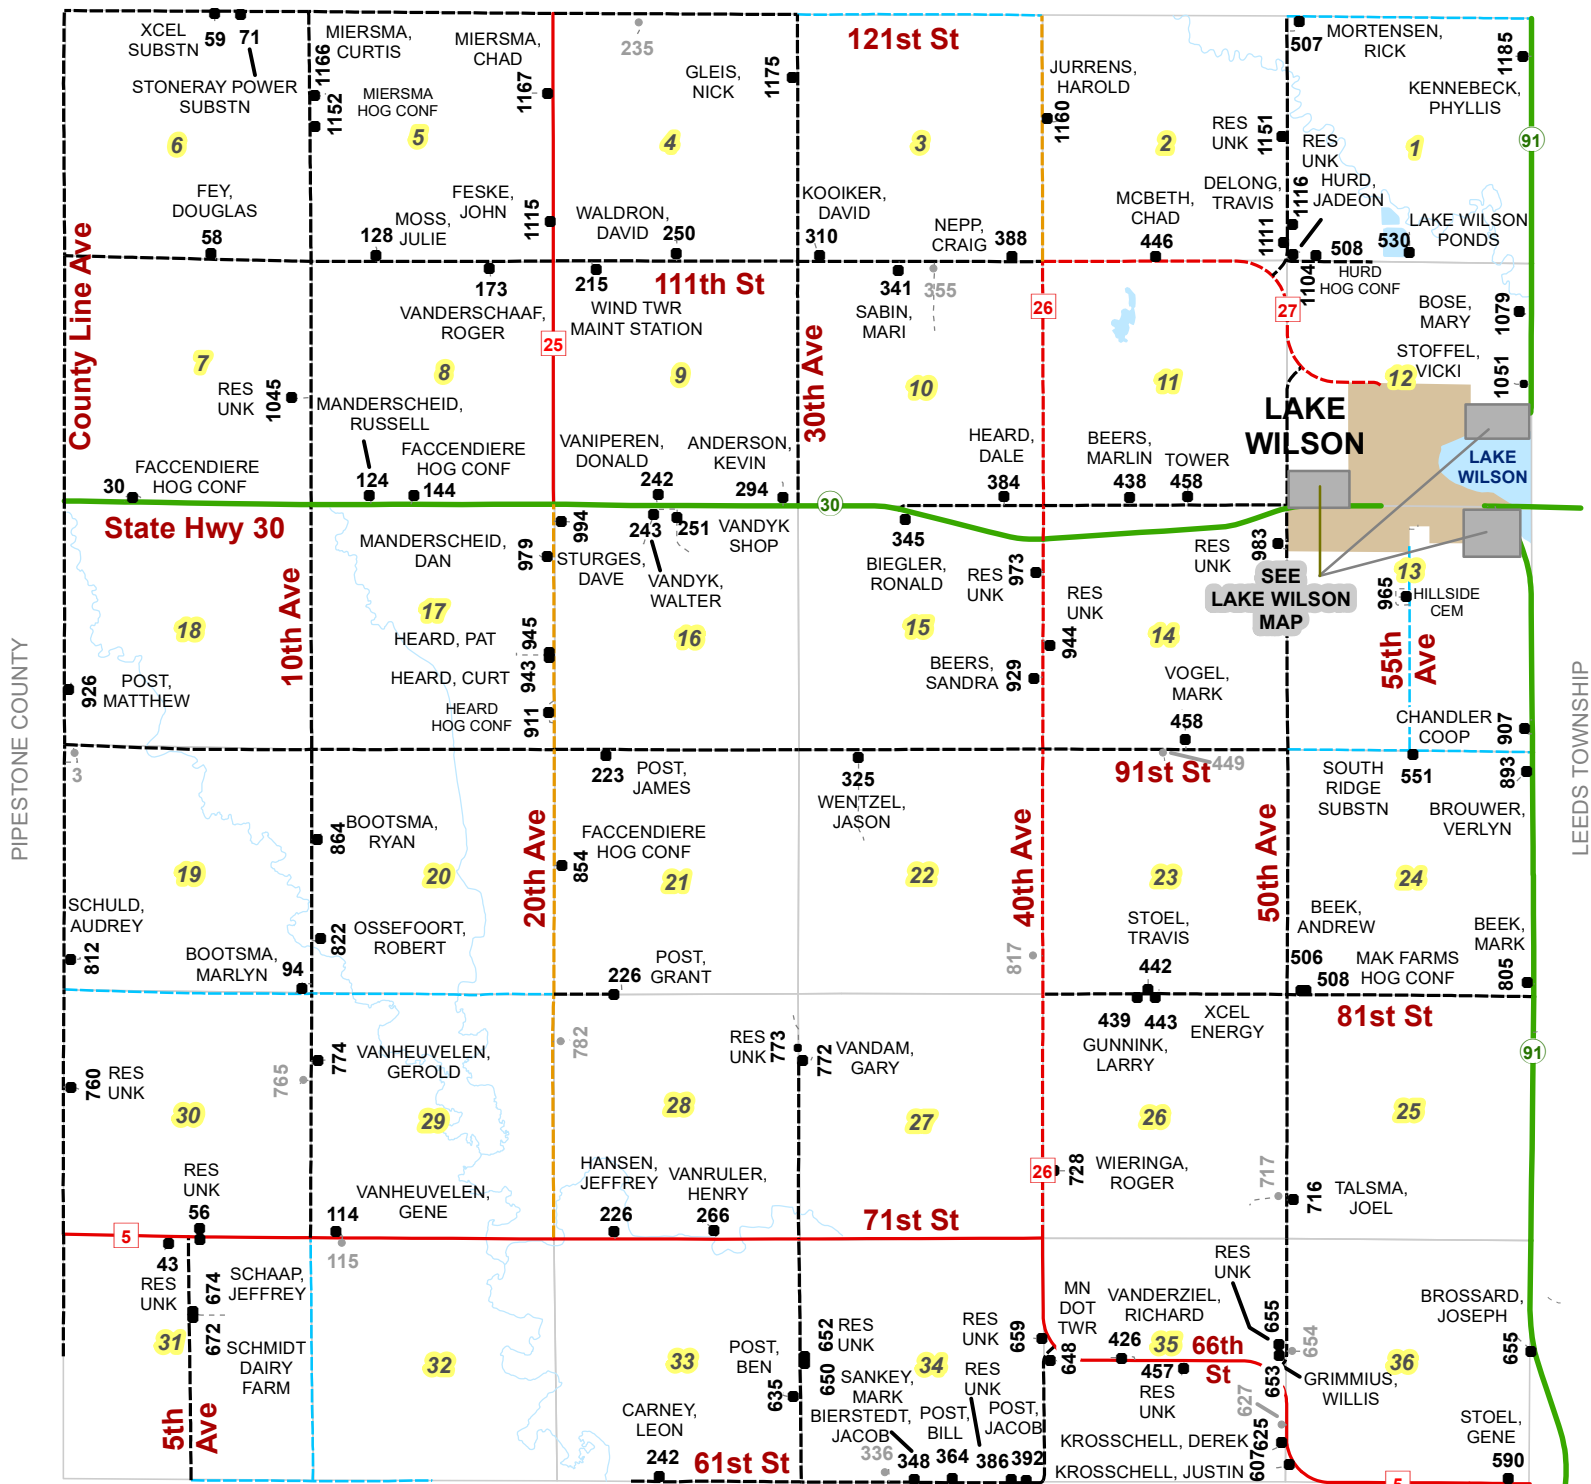 XCEL
SUBSTN
59
71
STONERAY POWER
SUBSTN
1166
MIERSMA,
CURTIS
1152
MIERSMA
HOG CONF
MIERSMA,
CHAD
1167
235
GLEIS,
NICK
1175
121st St
JURRENS,
HAROLD
1160
507
MORTENSEN,
RICK
1185
KENNEBECK,
PHYLLIS
RES
UNK
1151
RES
UNK
91
6
5
4
3
2
1
FEY,
DOUGLAS
58
128
MOSS,
JULIE
FESKE,
JOHN
1115
WALDRON,
DAVID
250
KOOIKER,
DAVID
310
NEPP,
CRAIG
388
MCBETH,
CHAD
446
DELONG,
TRAVIS
1111
1116
HURD,
JADEON
508
530
LAKE WILSON
PONDS
County Line Ave
173
VANDERSCHAAF,
ROGER
215
111th St
WIND TWR
MAINT STATION
341
355
SABIN,
MARI
26
27
1104
HURD
HOG CONF
BOSE,
MARY
1079
STOFFEL,
VICKI
1051
25
30th Ave
7
8
9
10
11
12
RES
UNK
1045
MANDERSCHEID,
RUSSELL
124
FACCENDIERE
HOG CONF
144
VANIPEREN,
DONALD
242
ANDERSON,
KEVIN
294
HEARD,
DALE
384
BEERS,
MARLIN
438
TOWER
458
LAKE
WILSON
LAKE
WILSON
30
FACCENDIERE
HOG CONF
30
State Hwy 30
MANDERSCHEID,
DAN
979
994
STURGES,
DAVE
243
251
VANDYK
SHOP
VANDYK,
WALTER
345
BIEGLER,
RONALD
RES
UNK
973
RES
UNK
983
SEE
LAKE WILSON
MAP
13
965
HILLSIDE
CEM
10th Ave
17
18
16
15
14
RES
UNK
944
HEARD, PAT
945
HEARD, CURT
943
HEARD
HOG CONF
911
BEERS,
SANDRA
929
VOGEL,
MARK
458
55th
Ave
CHANDLER
COOP
907
PIPESTONE COUNTY
LEEDS TOWNSHIP
926
POST,
MATTHEW
3
223
POST,
JAMES
325
WENTZEL,
JASON
449
91st St
SOUTH
RIDGE
SUBSTN
551
893
BROUWER,
VERLYN
864
BOOTSMA,
RYAN
20th Ave
854
FACCENDIERE
HOG CONF
40th Ave
50th Ave
19
20
21
22
23
24
SCHULD,
AUDREY
812
BOOTSMA,
MARLYN
94
822
OSSEFOORT,
ROBERT
226
POST,
GRANT
817
STOEL,
TRAVIS
442
BEEK,
ANDREW
506
508
MAK FARMS
HOG CONF
BEEK,
MARK
805
439
443
GUNNINK,
LARRY
XCEL
ENERGY
81st St
91
760
RES
UNK
765
774
VANHEUVELEN,
GEROLD
782
RES
UNK
773
772
VANDAM,
GARY
30
29
28
27
26
25
RES
UNK
56
VANHEUVELEN,
GENE
114
HANSEN,
JEFFREY
226
VANRULER,
HENRY
266
71st St
26
728
WIERINGA,
ROGER
717
716
TALSMA,
JOEL
5
43
RES
UNK
674
SCHAAP,
JEFFREY
115
672
SCHMIDT
DAIRY
FARM
31
32
33
34
35
36
5th
Ave
POST,
BEN
635
652
RES
UNK
650
SANKEY,
MARK
RES
UNK
659
MN
DOT
TWR
648
VANDERZIEL,
RICHARD
426
66th
St
457
RES
UNK
RES
UNK
655
654
653
GRIMMIUS,
WILLIS
BROSSARD,
JOSEPH
655
CARNEY,
LEON
242
61st St
BIERSTEDT,
JACOB
336
348
POST,
BILL
364
RES
UNK
386
POST,
JACOB
392
627
KROSSCHELL, DEREK
625
KROSSCHELL, JUSTIN
607
STOEL,
GENE
590
5